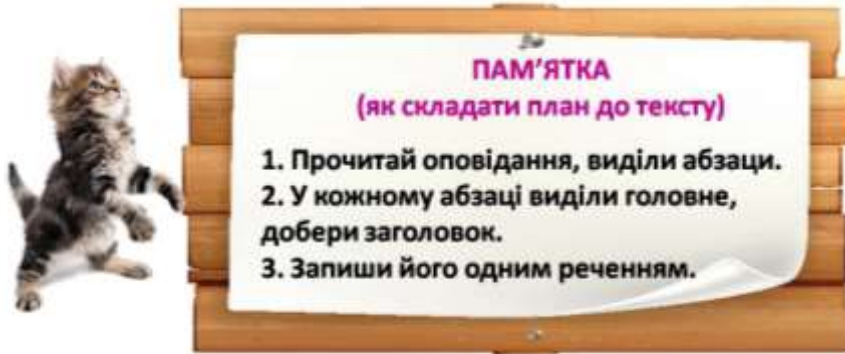 ПАМ’ЯТКА
(як складати план до тексту)
1. Прочитай оповідання, виділи абзаци.
2. У кожному абзаці виділи головне,
добери заголовок.
3. Запиши його одним реченням.